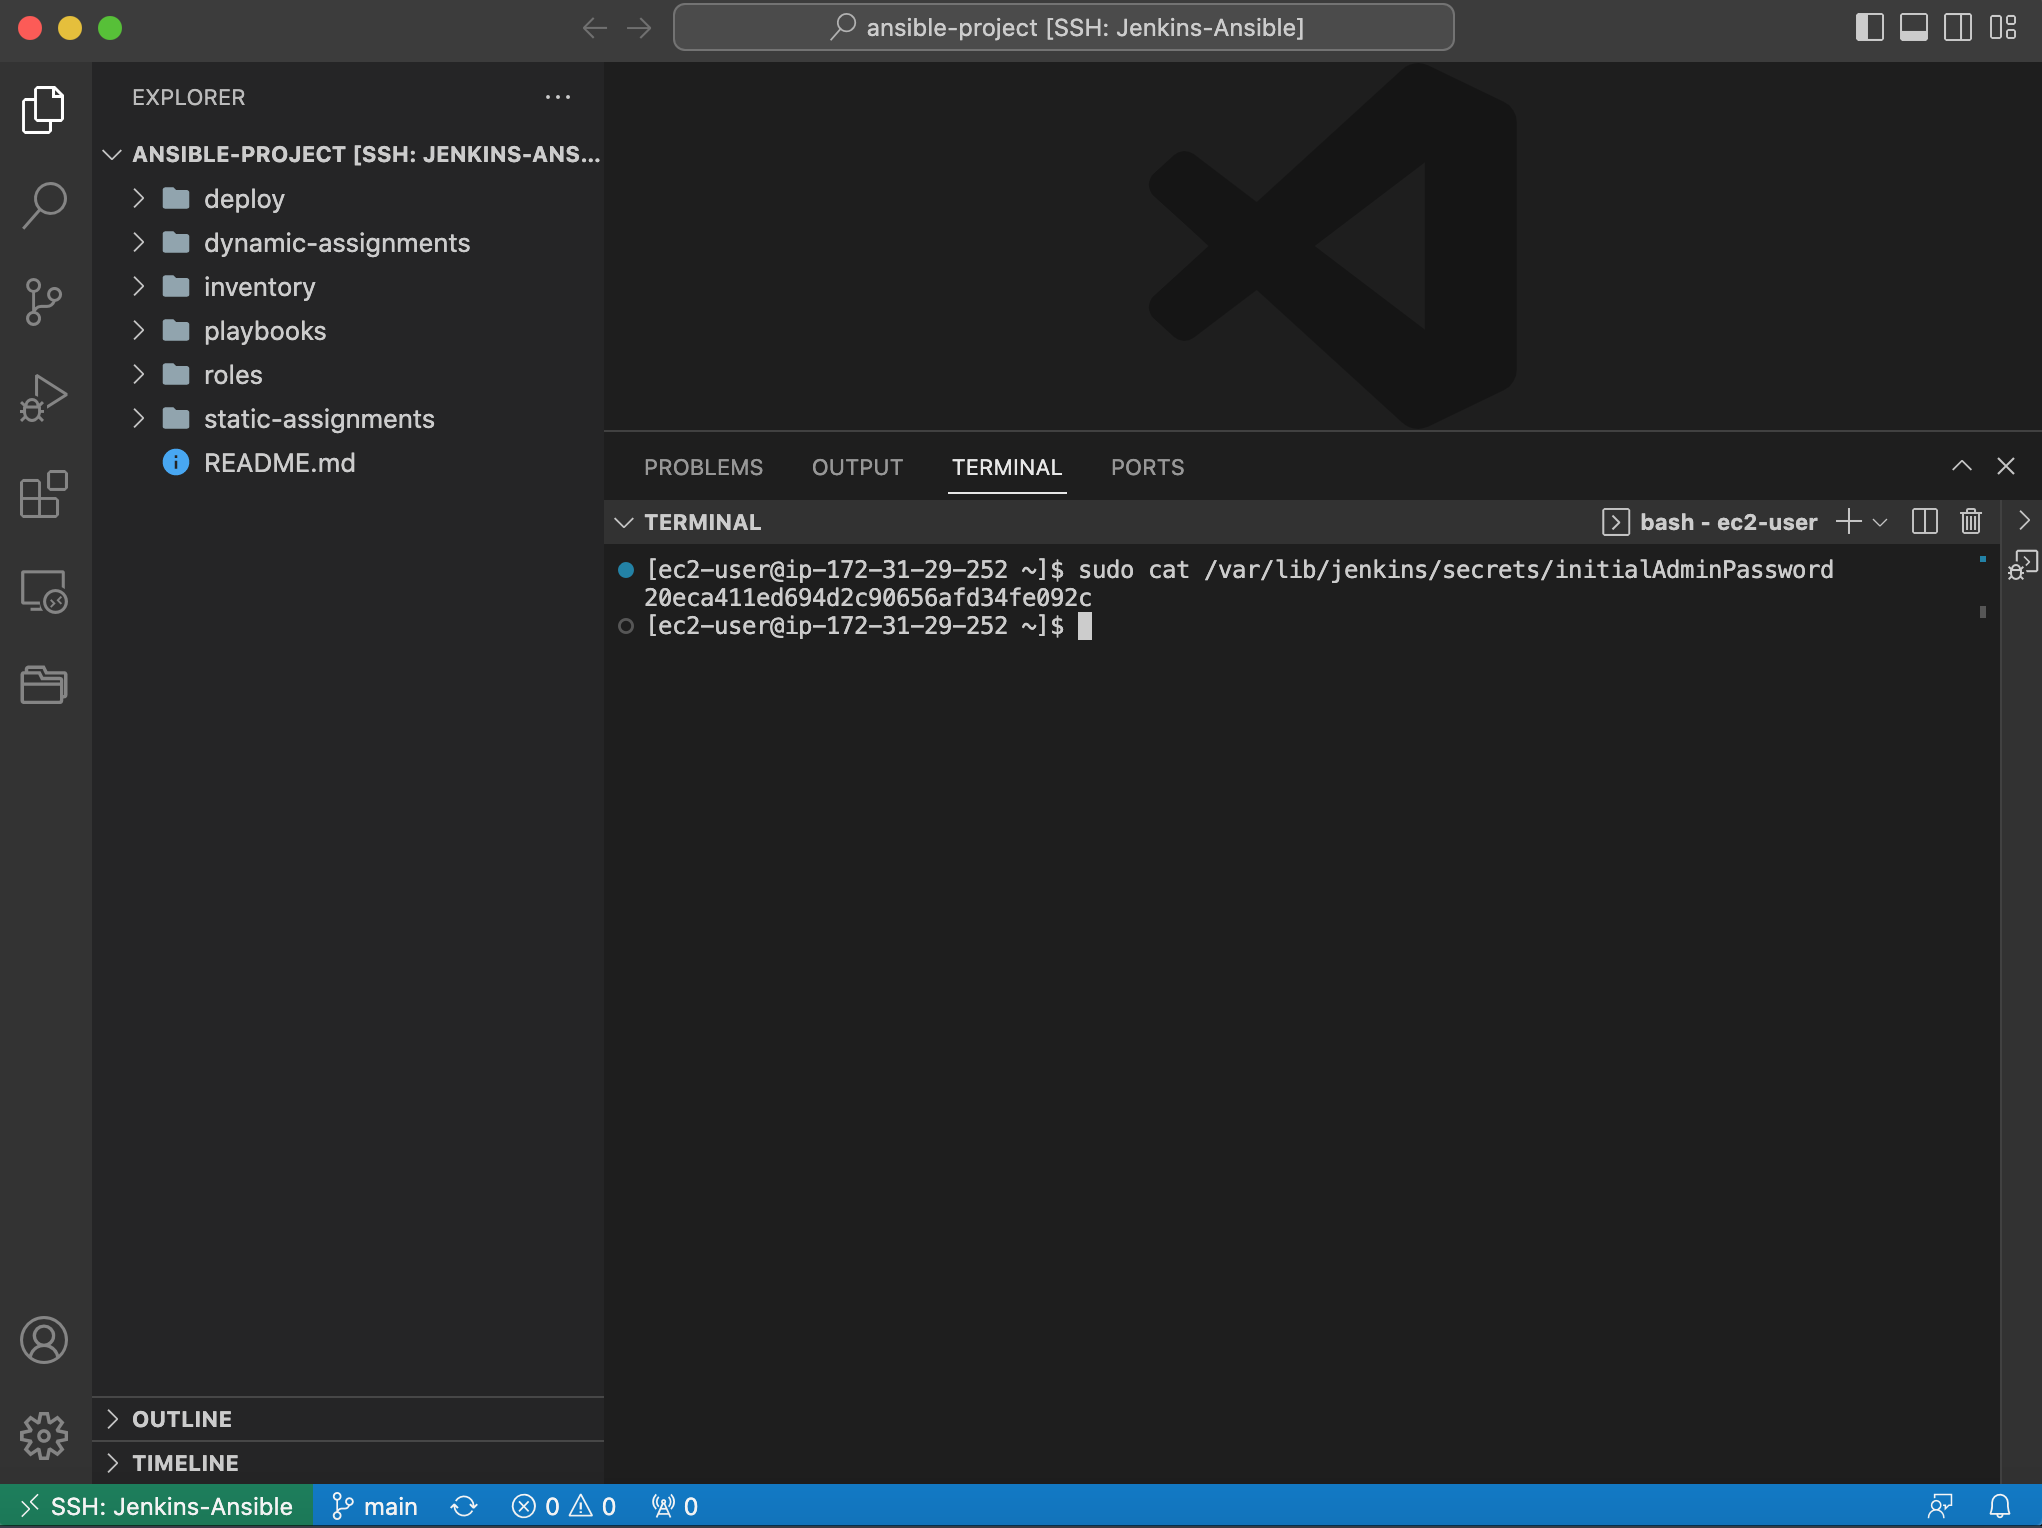 ansible-project [SSH: Jenkins-Ansible]
EXPLORER
ANSIBLE-PROJECT [SSH: JENKINS-ANS...
deploy
dynamic-assignments
inventory
playbooks
roles
static-assignments
README.md
OUTLINE
TIMELINE
PROBLEMS OUTPUT TERMINAL PORTS
TERMINAL
bash - ec2-user
[ec2-user@ip-172-31-29-252 ~]$ sudo cat /var/lib/jenkins/secrets/initialAdminPassword
20eca411ed694d2c90656afd34fe092c
[ec2-user@ip-172-31-29-252 ~]$
SSH: Jenkins-Ansible main 0 0 0